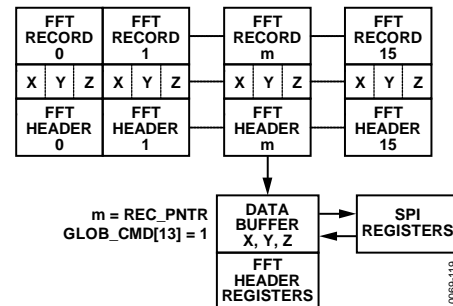 FFT RECORD 0
FFT RECORD 1
FFT RECORD m
FFT RECORD 15
X Y Z
X Y Z
X Y Z
X Y Z
FFT HEADER 0
FFT HEADER 1
FFT HEADER m
FFT HEADER 15
m = REC_PNTR
GLOB_CMD[13] = 1
DATA BUFFER X, Y, Z
SPI REGISTERS
FFT HEADER REGISTERS